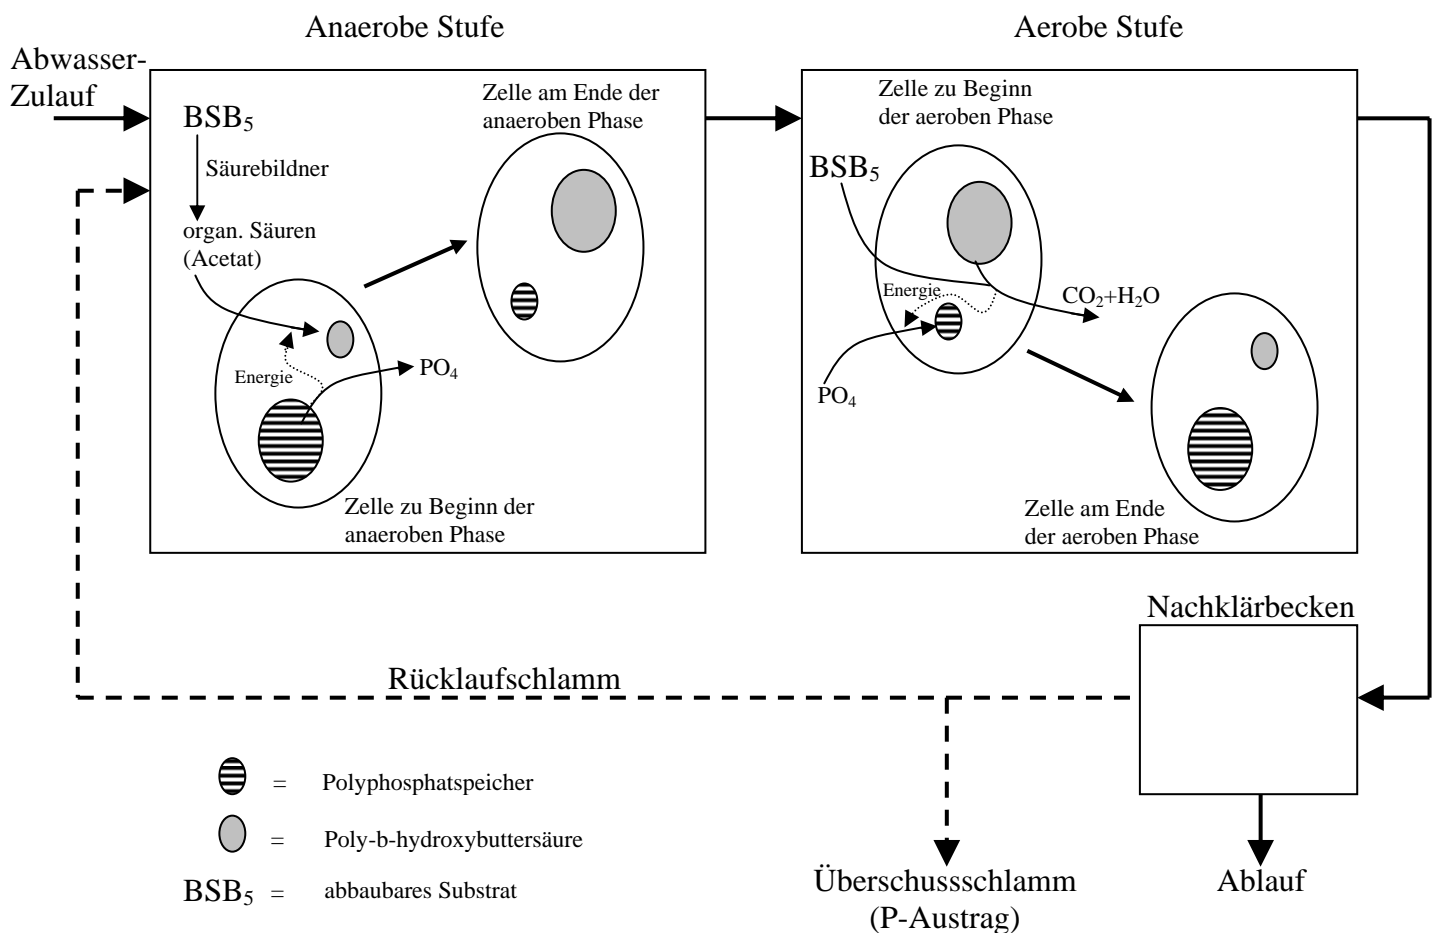 Anaerobe Stufe
Aerobe Stufe
Abwasser-
Zulauf
BSB₅
Säurebildner
organ. Säuren
(Acetat)
Energie
PO₄
Zelle zu Beginn der
anaeroben Phase
Zelle am Ende der
anaeroben Phase
Zelle zu Beginn
der aeroben Phase
BSB₅
Energie
PO₄
CO₂+H₂O
Zelle am Ende
der aeroben Phase
Nachklärbecken
Rücklaufschlamm
= Polyphosphatspeicher
= Poly-b-hydroxybuttersäure
BSB₅ = abbaubares Substrat
Überschussschlamm
(P-Austrag)
Ablauf